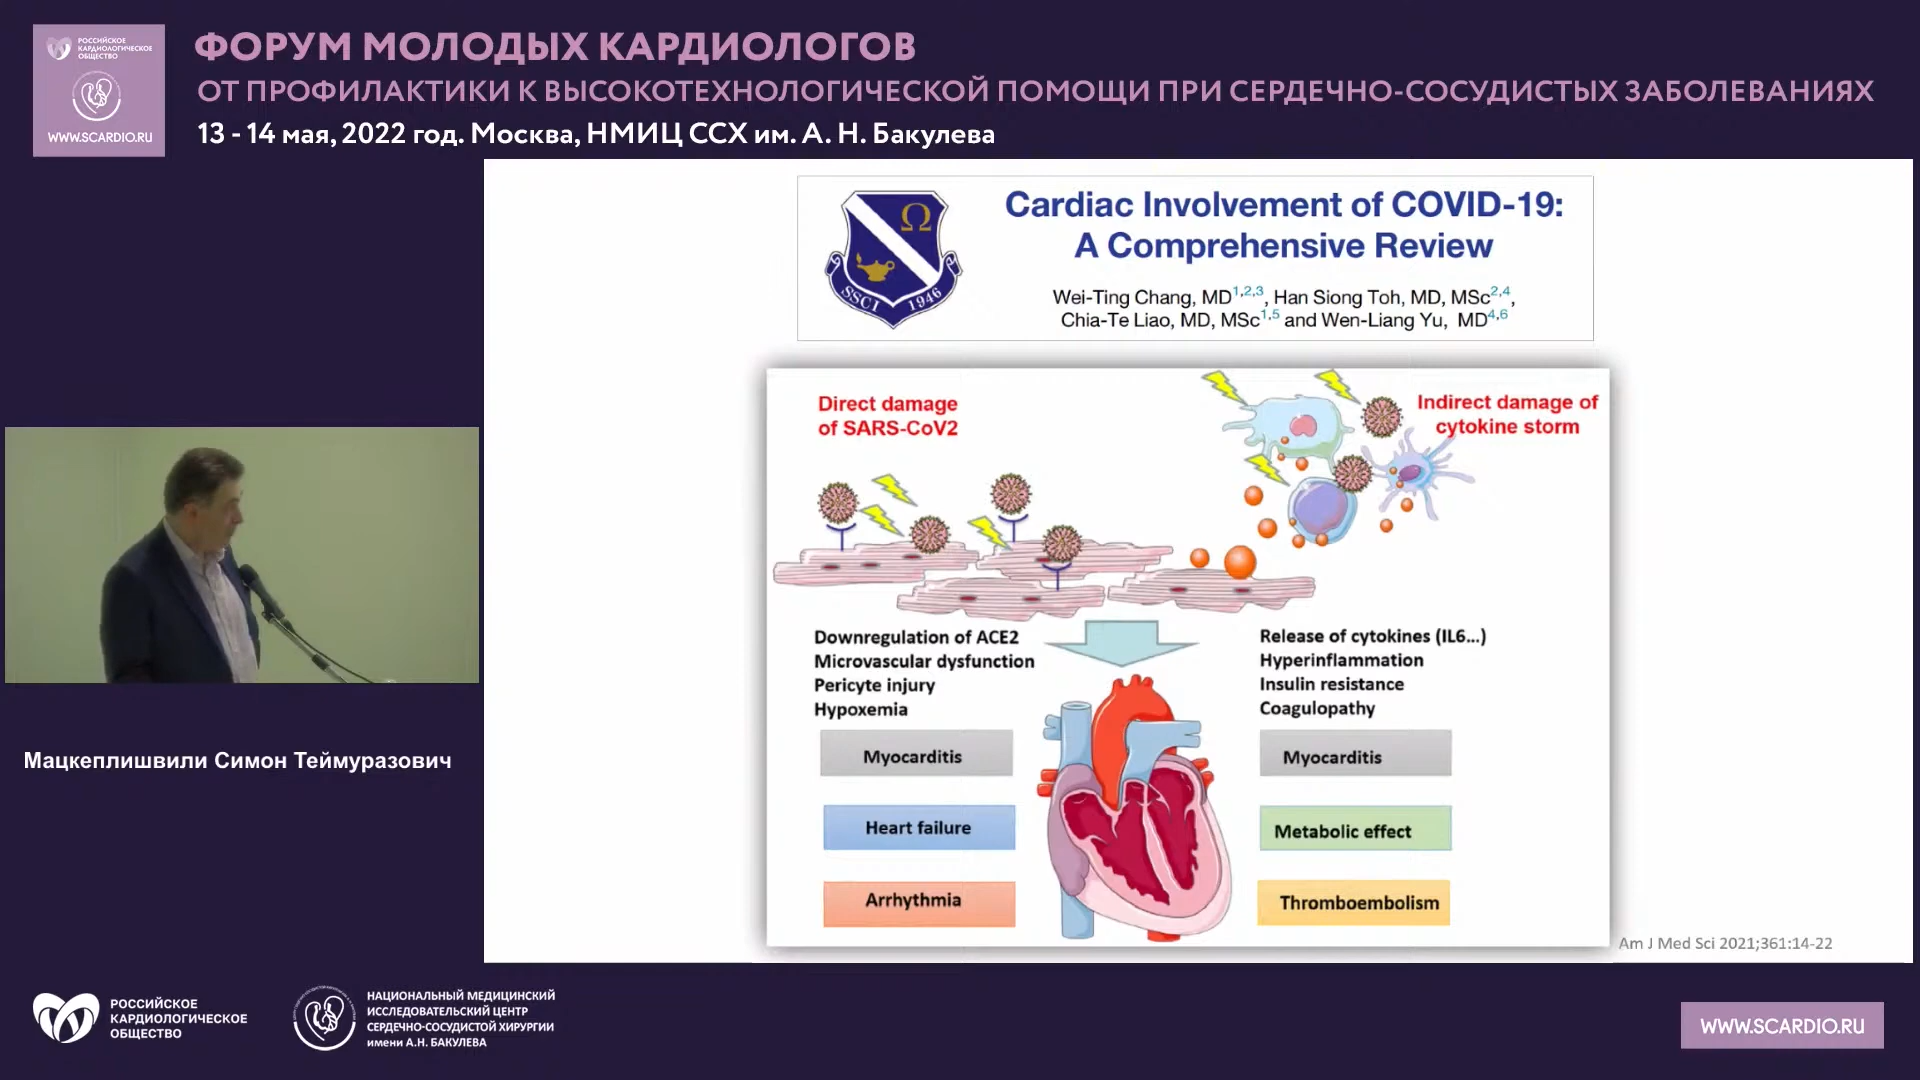 РОССИЙСКОЕ
КАРДИОЛОГИЧЕСКОЕ
ОБЩЕСТВО
WWW.SCARDIO.RU
ФОРУМ МОЛОДЫХ КАРДИОЛОГОВ
ОТ ПРОФИЛАКТИКИ К ВЫСОКОТЕХНОЛОГИЧЕСКОЙ ПОМОЩИ ПРИ СЕРДЕЧНО-СОСУДИСТЫХ ЗАБОЛЕВАНИЯХ
13 - 14 мая, 2022 год. Москва, НМИЦ ССХ им. А. Н. Бакулева
Ω
SSCI 1946
Cardiac Involvement of COVID-19:
A Comprehensive Review
Wei-Ting Chang, MD1,2,3, Han Siong Toh, MD, MSc2,4,
Chia-Te Liao, MD, MSc1,5 and Wen-Liang Yu, MD4,6
Direct damage
of SARS-CoV2
Indirect damage of
cytokine storm
Downregulation of ACE2
Microvascular dysfunction
Pericyte injury
Hypoxemia
Myocarditis
Heart failure
Arrhythmia
Release of cytokines (IL6...)
Hyperinflammation
Insulin resistance
Coagulopathy
Myocarditis
Metabolic effect
Thromboembolism
Am J Med Sci 2021;361:14-22
Мацкеплишвили Симон Теймуразович
РОССИЙСКОЕ
КАРДИОЛОГИЧЕСКОЕ
ОБЩЕСТВО
НАЦИОНАЛЬНЫЙ МЕДИЦИНСКИЙ
ИССЛЕДОВАТЕЛЬСКИЙ ЦЕНТР
СЕРДЕЧНО-СОСУДИСТОЙ ХИРУРГИИ
имени А.Н. БАКУЛЕВА
WWW.SCARDIO.RU